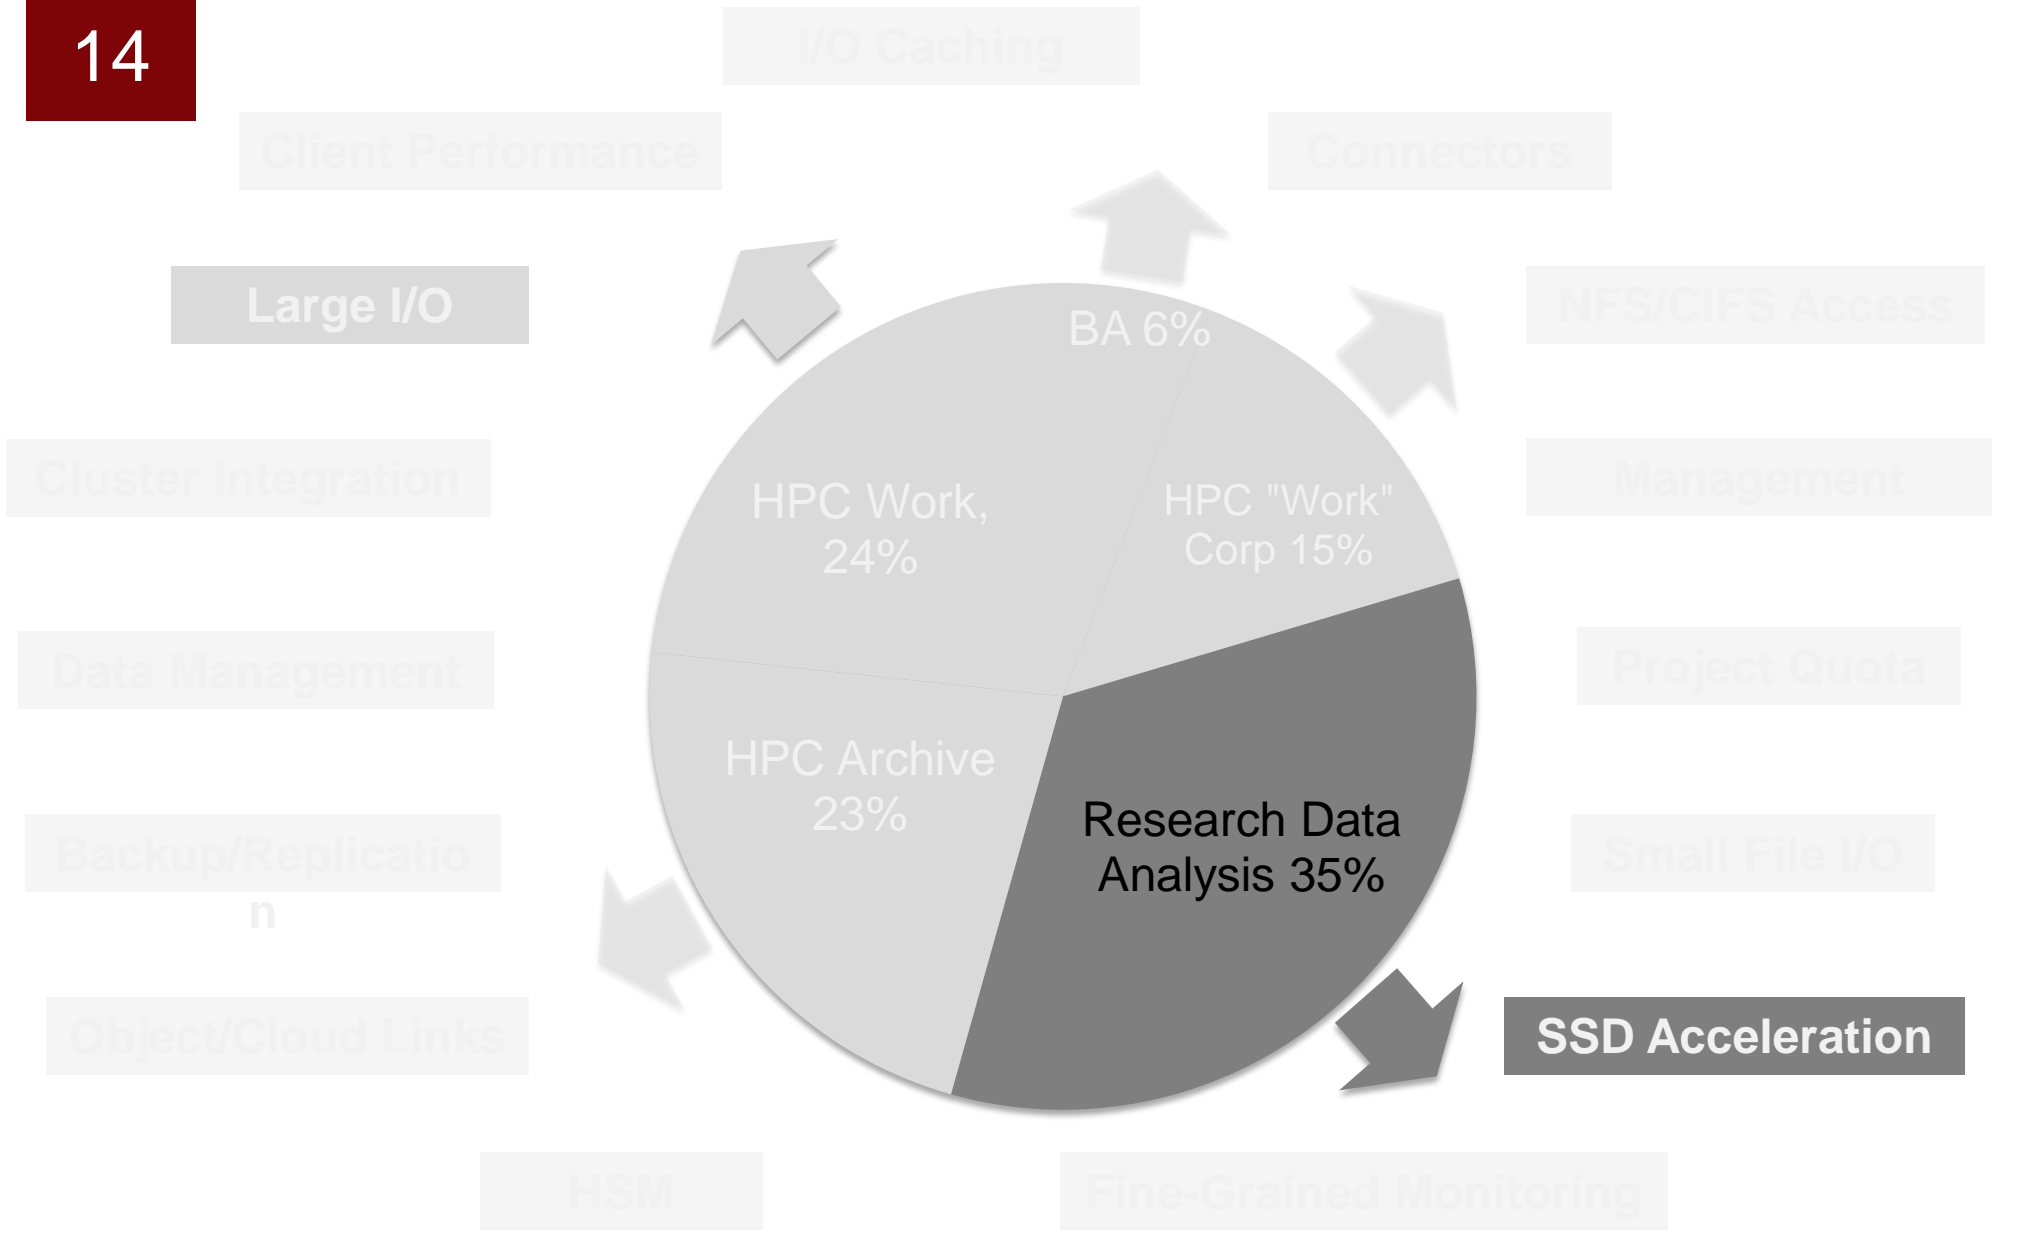 14
I/O Caching
Client Performance
Connectors
Large I/O
NFS/CIFS Access
BA 6%
Cluster Integration
Management
HPC Work,
24%
HPC "Work"
Corp 15%
Data Management
Project Quota
HPC Archive
23%
Research Data
Analysis 35%
Backup/Replicatio
n
Small File I/O
Object/Cloud Links
SSD Acceleration
HSM
Fine-Grained Monitoring